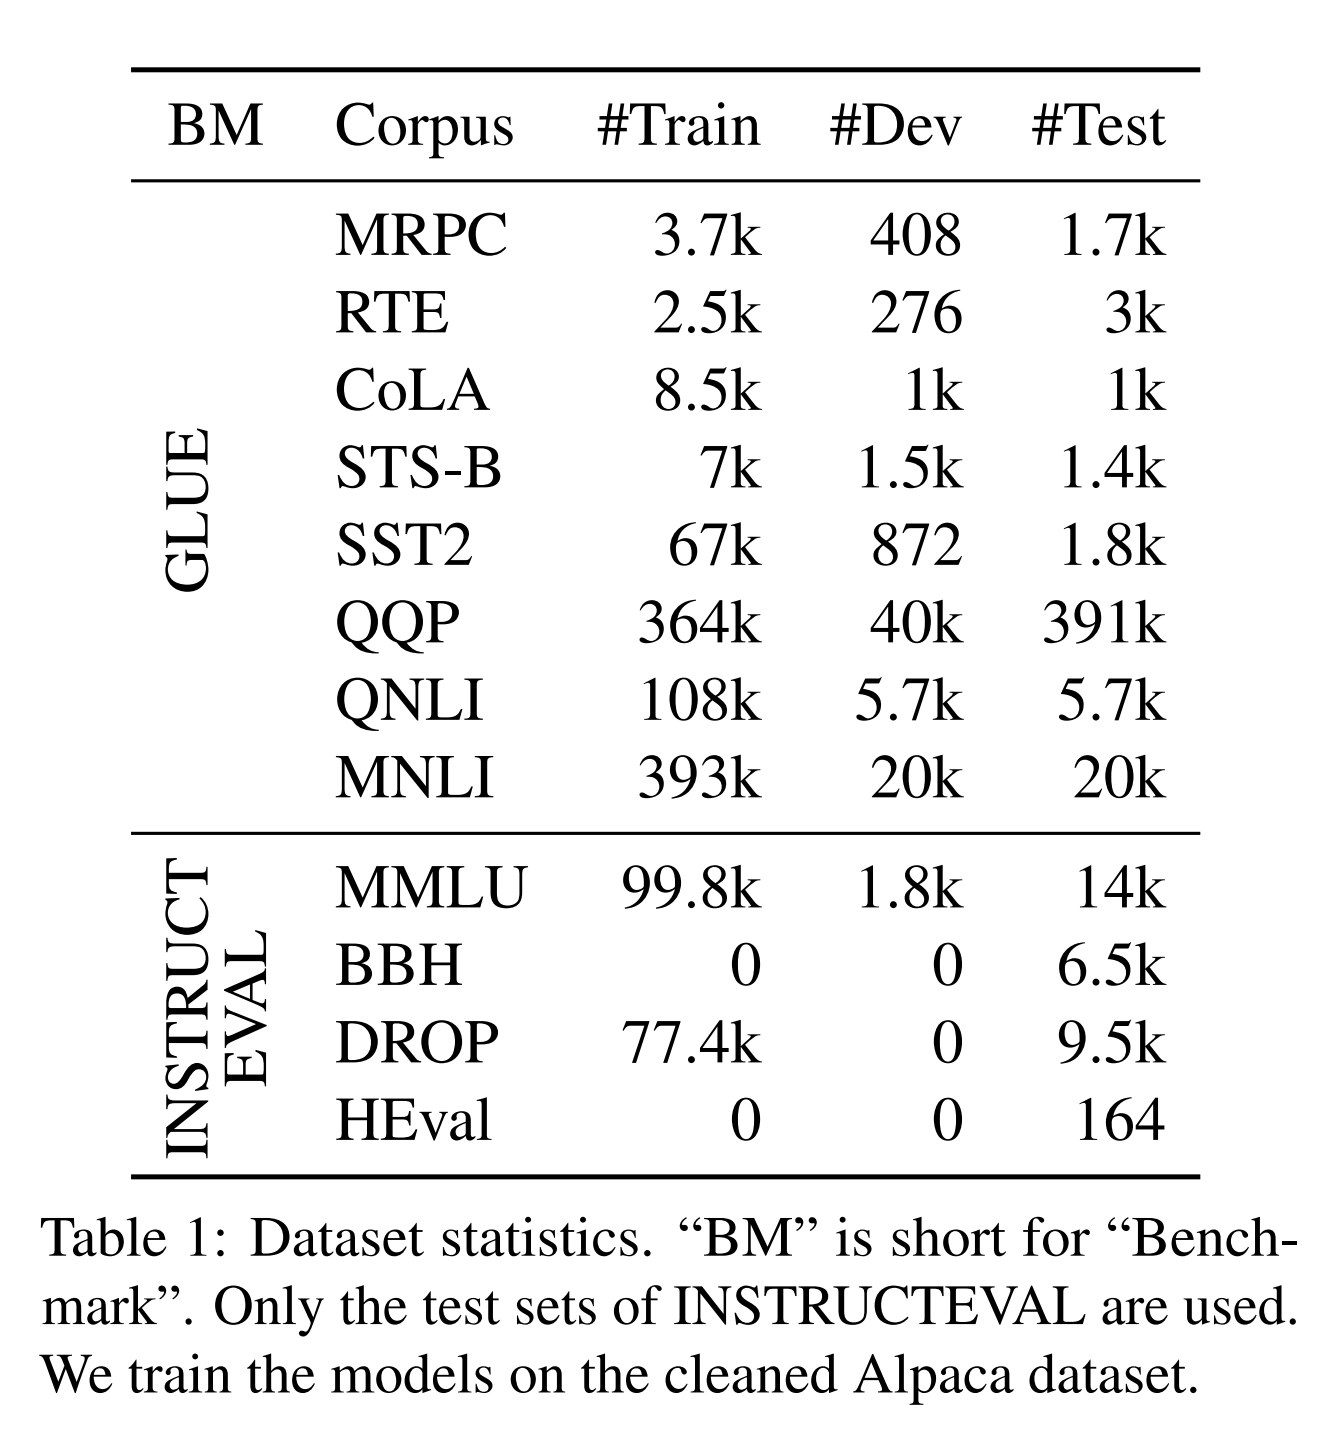 BM Corpus #Train #Dev #Test
GLUE
MRPC 3.7k 408 1.7k
RTE 2.5k 276 3k
CoLA 8.5k 1k 1k
STS-B 7k 1.5k 1.4k
SST2 67k 872 1.8k
QQP 364k 40k 391k
QNLI 108k 5.7k 5.7k
MNLI 393k 20k 20k
INSTRUCT
EVAL
MMLU 99.8k 1.8k 14k
BBH 0 0 6.5k
DROP 77.4k 0 9.5k
HEval 0 0 164
Table 1: Dataset statistics. “BM” is short for “Bench-
mark”. Only the test sets of INSTRUCTEVAL are used.
We train the models on the cleaned Alpaca dataset.